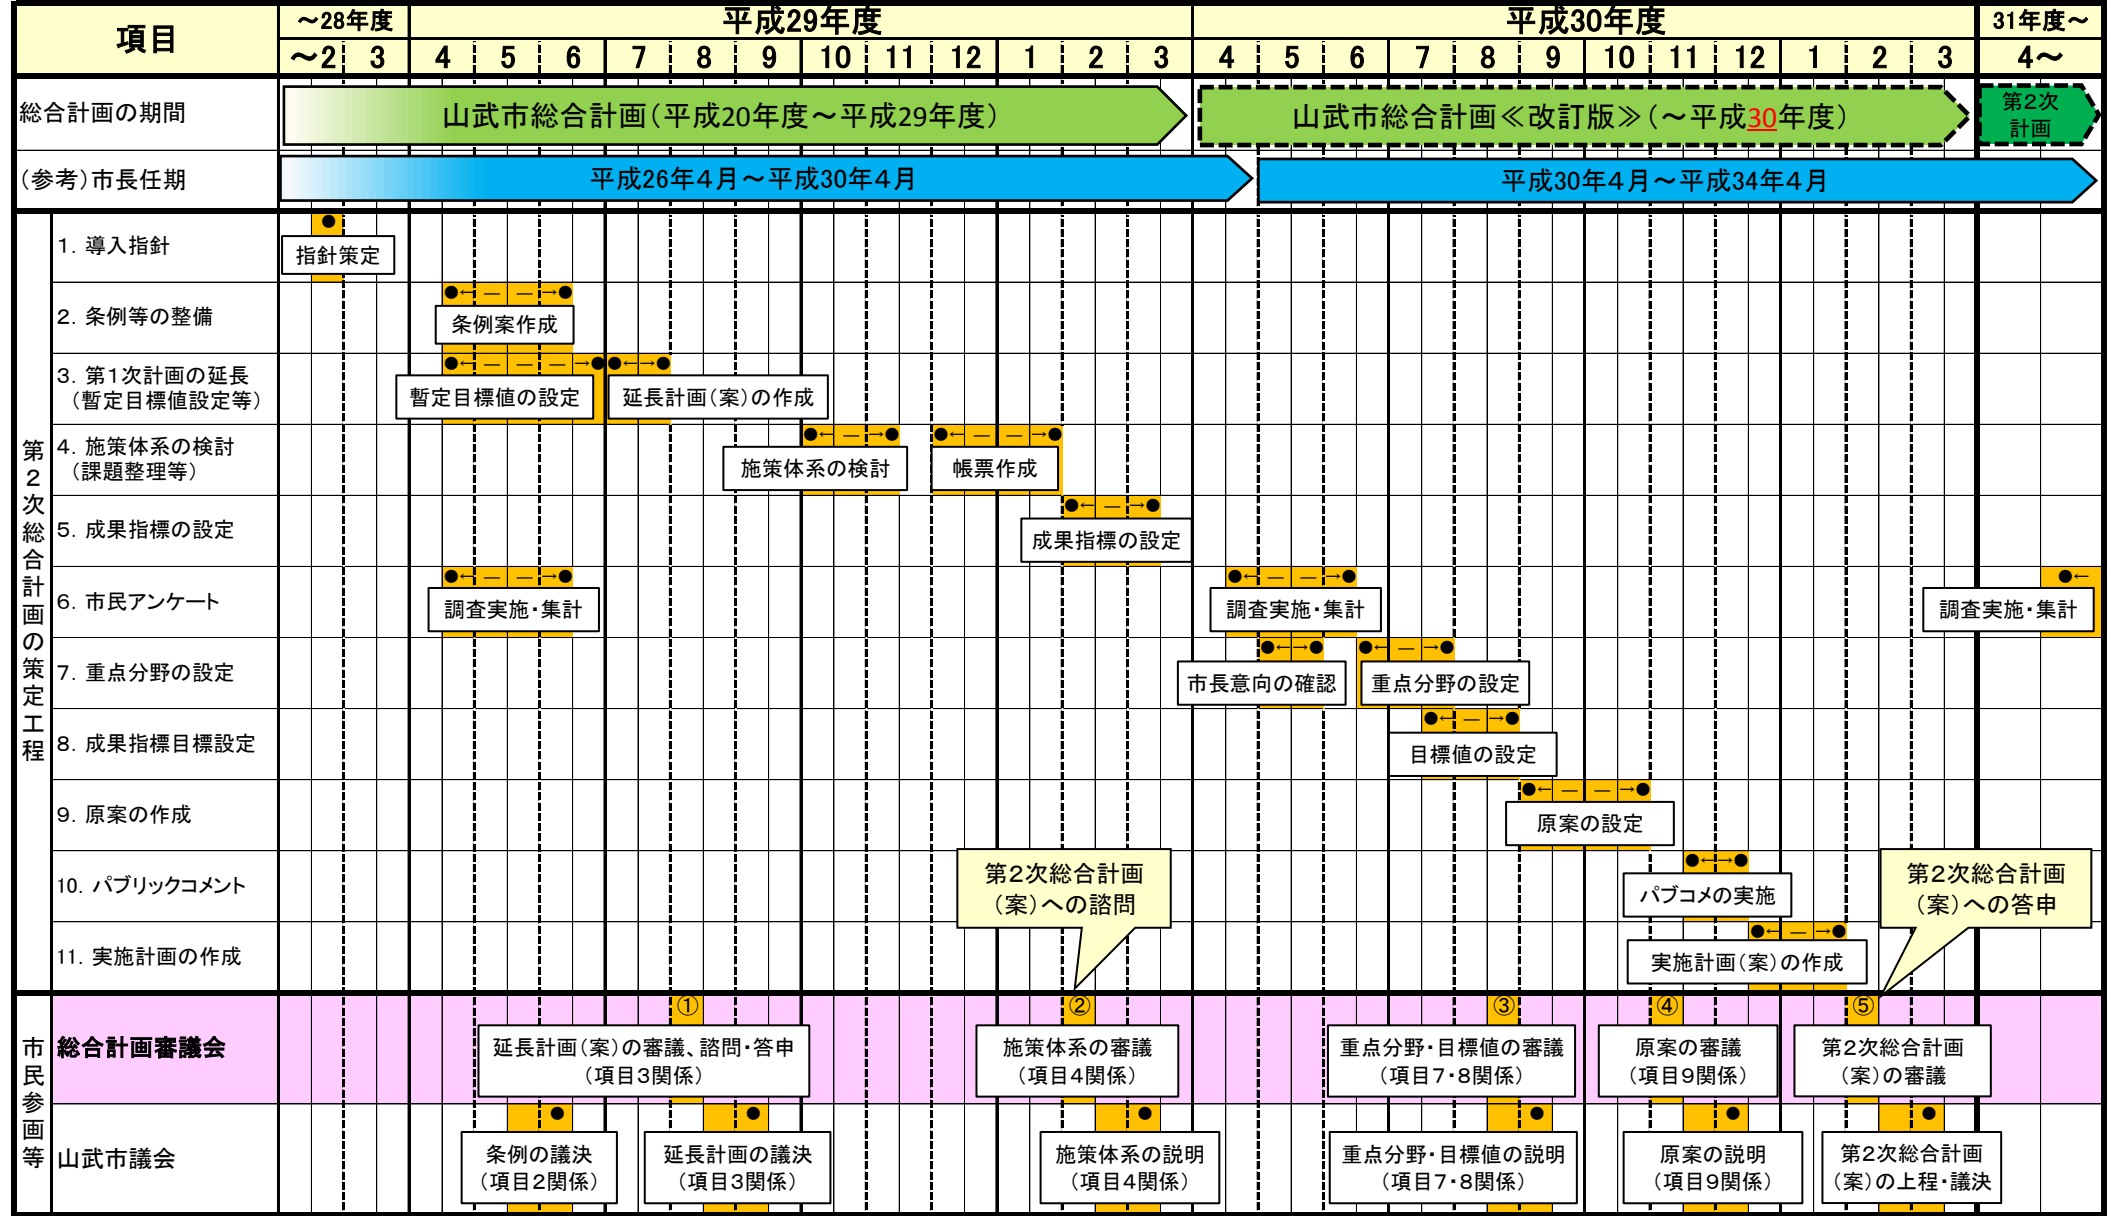 項目
～28年度 平成29年度 平成30年度 31年度～
～2 3 4 5 6 7 8 9 10 11 12 1 2 3 4 5 6 7 8 9 10 11 12 1 2 3 4～
総合計画の期間
山武市総合計画（平成20年度～平成29年度）
山武市総合計画≪改訂版≫（～平成30年度）
第2次
計画
（参考）市長任期
平成26年4月～平成30年4月
平成30年4月～平成34年4月
第2次総合計画の策定工程
1. 導入指針
●
指針策定
2. 条例等の整備
●← — — →●
条例案作成
3. 第1次計画の延長
（暫定目標値設定等）
●← — — — →● ●←→●
暫定目標値の設定
延長計画（案）の作成
4. 施策体系の検討
（課題整理等）
●← — →● ●← — — →●
施策体系の検討
帳票作成
5. 成果指標の設定
●← — →●
成果指標の設定
6. 市民アンケート
●← — — →● ●← — — →● ●←
調査実施・集計
調査実施・集計
調査実施・集計
7. 重点分野の設定
●←→● ●← — →●
市長意向の確認
重点分野の設定
8. 成果指標目標設定
●← — →●
目標値の設定
9. 原案の作成
●← — — →●
原案の設定
10. パブリックコメント
●←→●
パブコメの実施
第2次総合計画
（案）への諮問
第2次総合計画
（案）への答申
11. 実施計画の作成
●← — →●
実施計画（案）の作成
市民参画等
総合計画審議会
① ② ③ ④ ⑤
延長計画（案）の審議、諮問・答申
（項目3関係）
施策体系の審議
（項目4関係）
重点分野・目標値の審議
（項目7・8関係）
原案の審議
（項目9関係）
第2次総合計画
（案）の審議
山武市議会
● ● ● ● ● ●
条例の議決
（項目2関係）
延長計画の議決
（項目3関係）
施策体系の説明
（項目4関係）
重点分野・目標値の説明
（項目7・8関係）
原案の説明
（項目9関係）
第2次総合計画
（案）の上程・議決